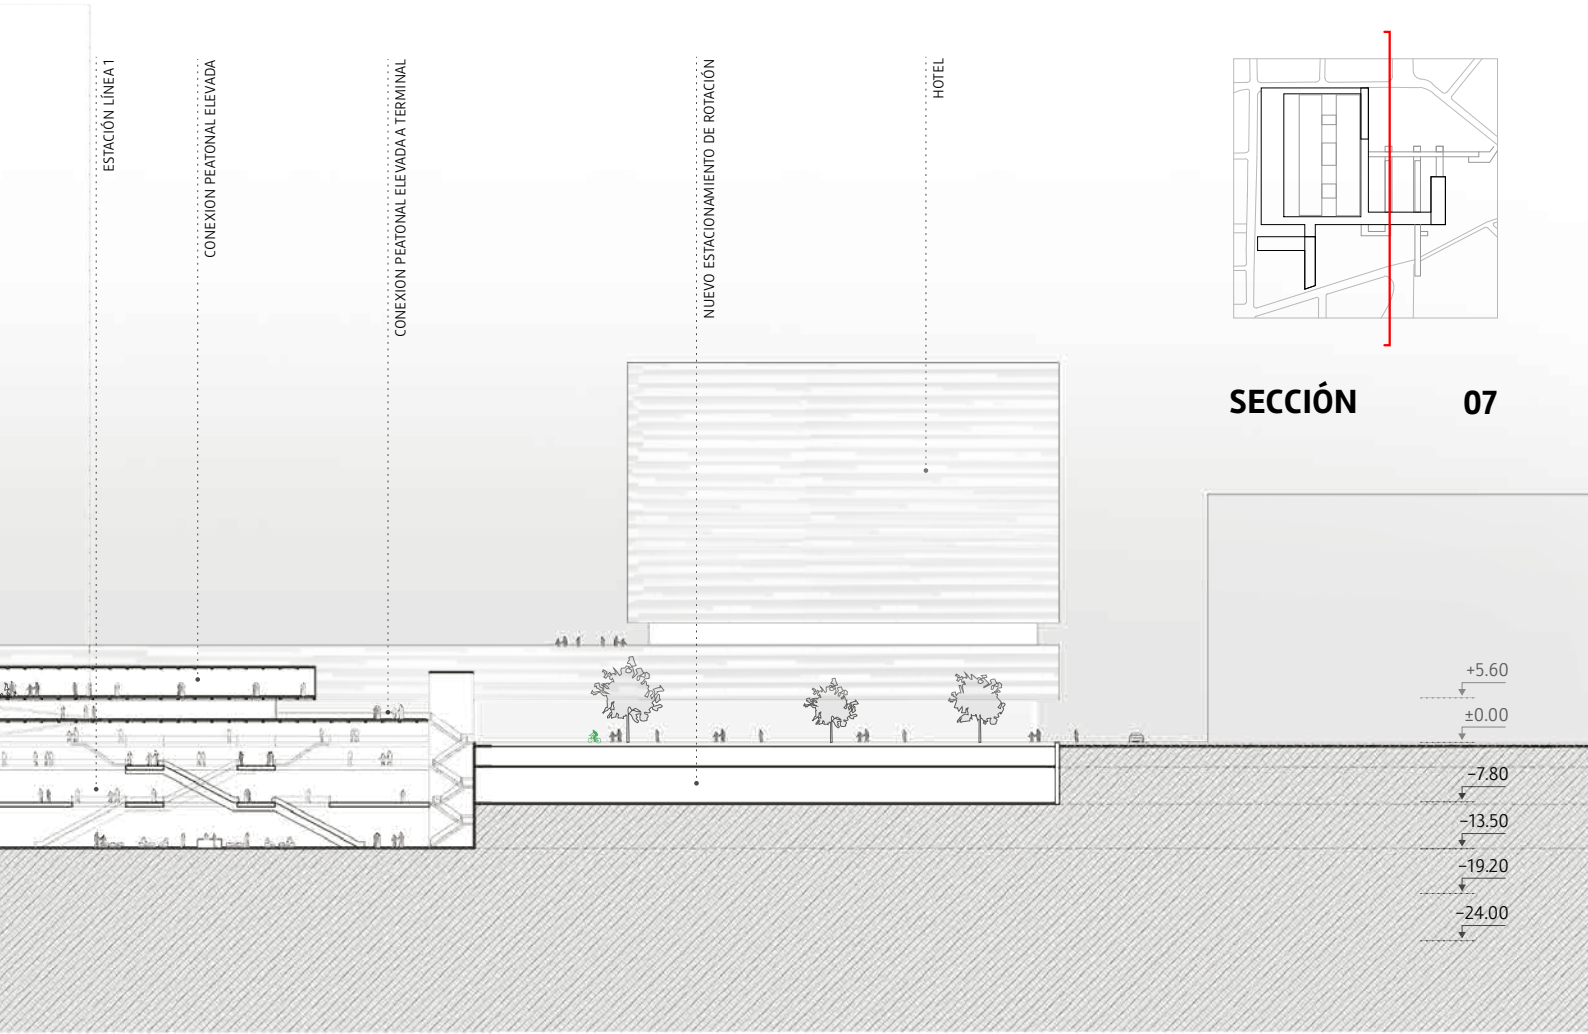 ESTACIÓN LÍNEA 1
CONEXION PEATONAL ELEVADA
CONEXION PEATONAL ELEVADA A TERMINAL
NUEVO ESTACIONAMIENTO DE ROTACIÓN
HOTEL
SECCIÓN 07
+5.60
±0.00
−7.80
−13.50
−19.20
−24.00